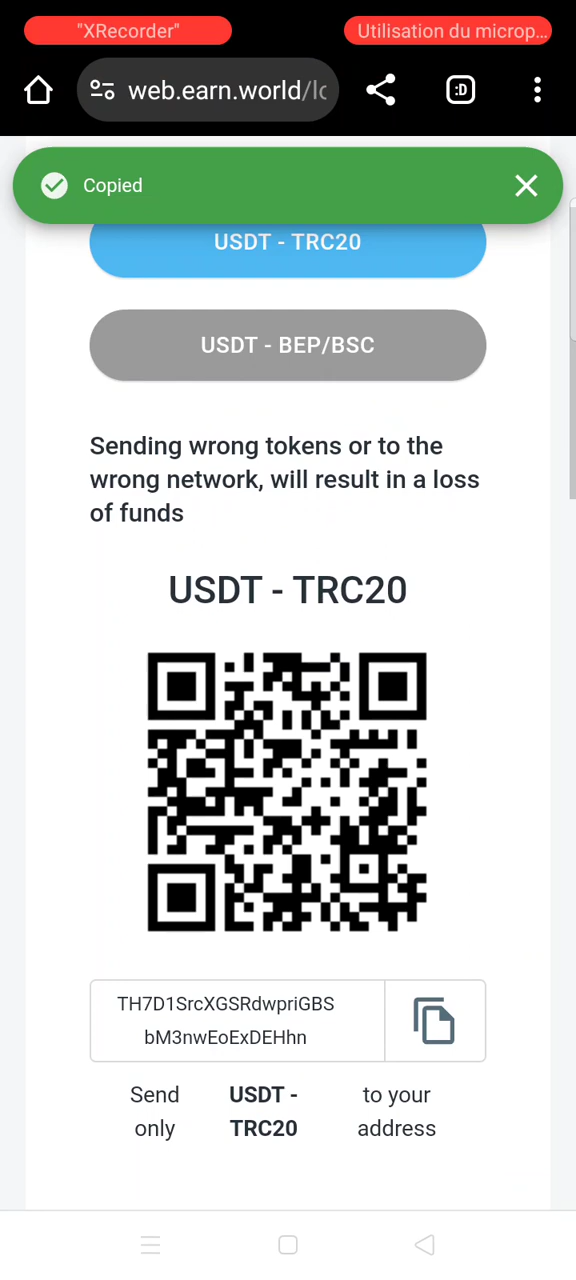 "XRecorder"
Utilisation du microp...
web.earn.world/lo
:D
Copied
USDT - TRC20
USDT - BEP/BSC
Sending wrong tokens or to the
wrong network, will result in a loss
of funds
USDT - TRC20
TH7D1SrcXGSRdwpriGBS
bM3nwEoExDEHhn
Send only
USDT - TRC20
to your address